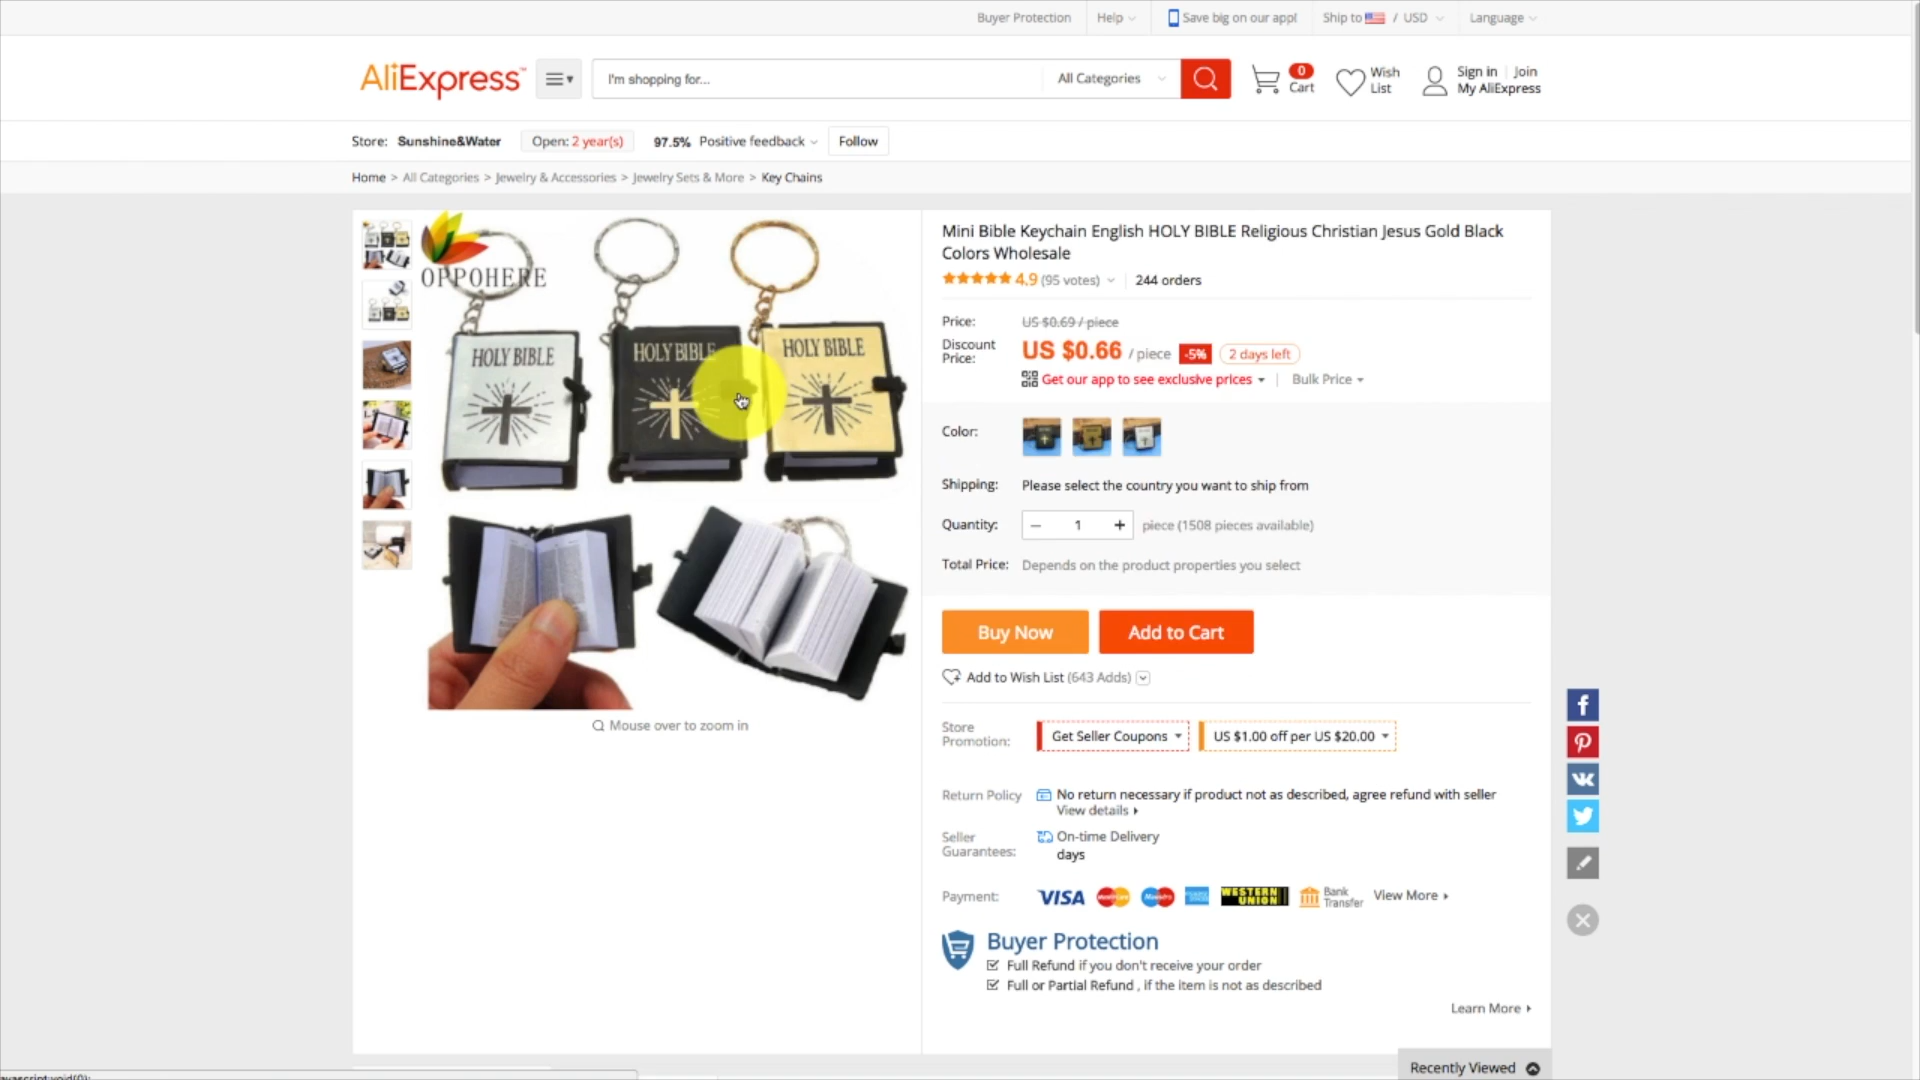 Buyer Protection
Help
Save big on our app!
Ship to / USD
Language
AliExpress™
I'm shopping for...
All Categories
0
Cart
Wish
List
Sign in | Join
My AliExpress
Store: Sunshine&Water
Open: 2 year(s)
97.5% Positive feedback
Follow
Home > All Categories > Jewelry & Accessories > Jewelry Sets & More > Key Chains
OPPOHERE
HOLY BIBLE
HOLY BIBLE
HOLY BIBLE
Mouse over to zoom in
Mini Bible Keychain English HOLY BIBLE Religious Christian Jesus Gold Black
Colors Wholesale
4.9 (95 votes)
244 orders
Price: US $0.69 / piece
Discount
Price:
US $0.66 / piece
-5%
2 days left
Get our app to see exclusive prices
Bulk Price
Color:
Shipping: Please select the country you want to ship from
Quantity: – 1 + piece (1508 pieces available)
Total Price: Depends on the product properties you select
Buy Now
Add to Cart
Add to Wish List (643 Adds)
Store
Promotion:
Get Seller Coupons
US $1.00 off per US $20.00
Return Policy
No return necessary if product not as described, agree refund with seller
View details
Seller
Guarantees:
On-time Delivery
days
Payment:
VISA
WESTERN
UNION
Bank
Transfer
View More
Buyer Protection
Full Refund if you don't receive your order
Full or Partial Refund , if the item is not as described
Learn More
Recently Viewed